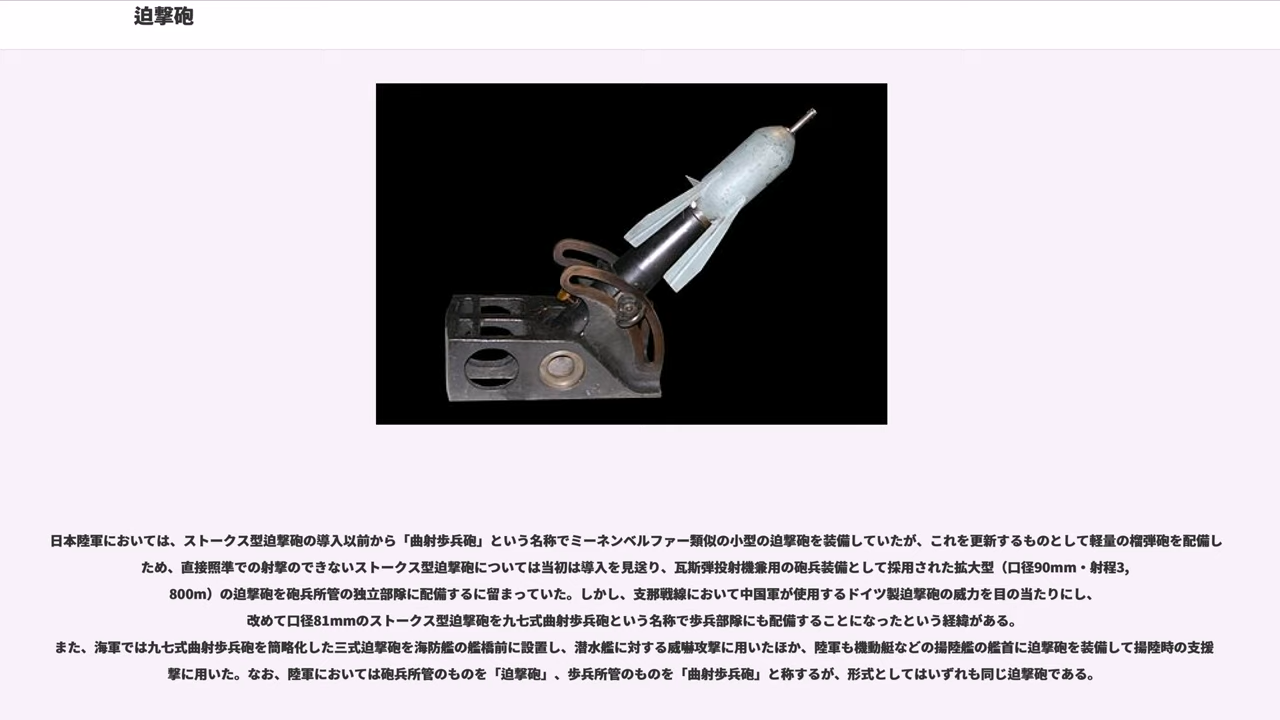 迫撃砲
日本陸軍においては、ストークス型迫撃砲の導入以前から「曲射歩兵砲」という名称でミーネンベルファー類似の小型の迫撃砲を装備していたが、これを更新するものとして軽量の榴弾砲を配備し
ため、直接照準での射撃のできないストークス型迫撃砲については当初は導入を見送り、瓦斯弾投射機兼用の砲兵装備として採用された拡大型（口径90mm・射程3,
800m）の迫撃砲を砲兵所管の独立部隊に配備するに留まっていた。しかし、支那戦線において中国軍が使用するドイツ製迫撃砲の威力を目の当たりにし、
改めて口径81mmのストークス型迫撃砲を九七式曲射歩兵砲という名称で歩兵部隊にも配備することになったという経緯がある。
また、海軍では九七式曲射歩兵砲を簡略化した三式迫撃砲を海防艦の艦橋前に設置し、潜水艦に対する威嚇攻撃に用いたほか、陸軍も機動艇などの揚陸艦の艦首に迫撃砲を装備して揚陸時の支援
撃に用いた。なお、陸軍においては砲兵所管のものを「迫撃砲」、歩兵所管のものを「曲射歩兵砲」と称するが、形式としてはいずれも同じ迫撃砲である。